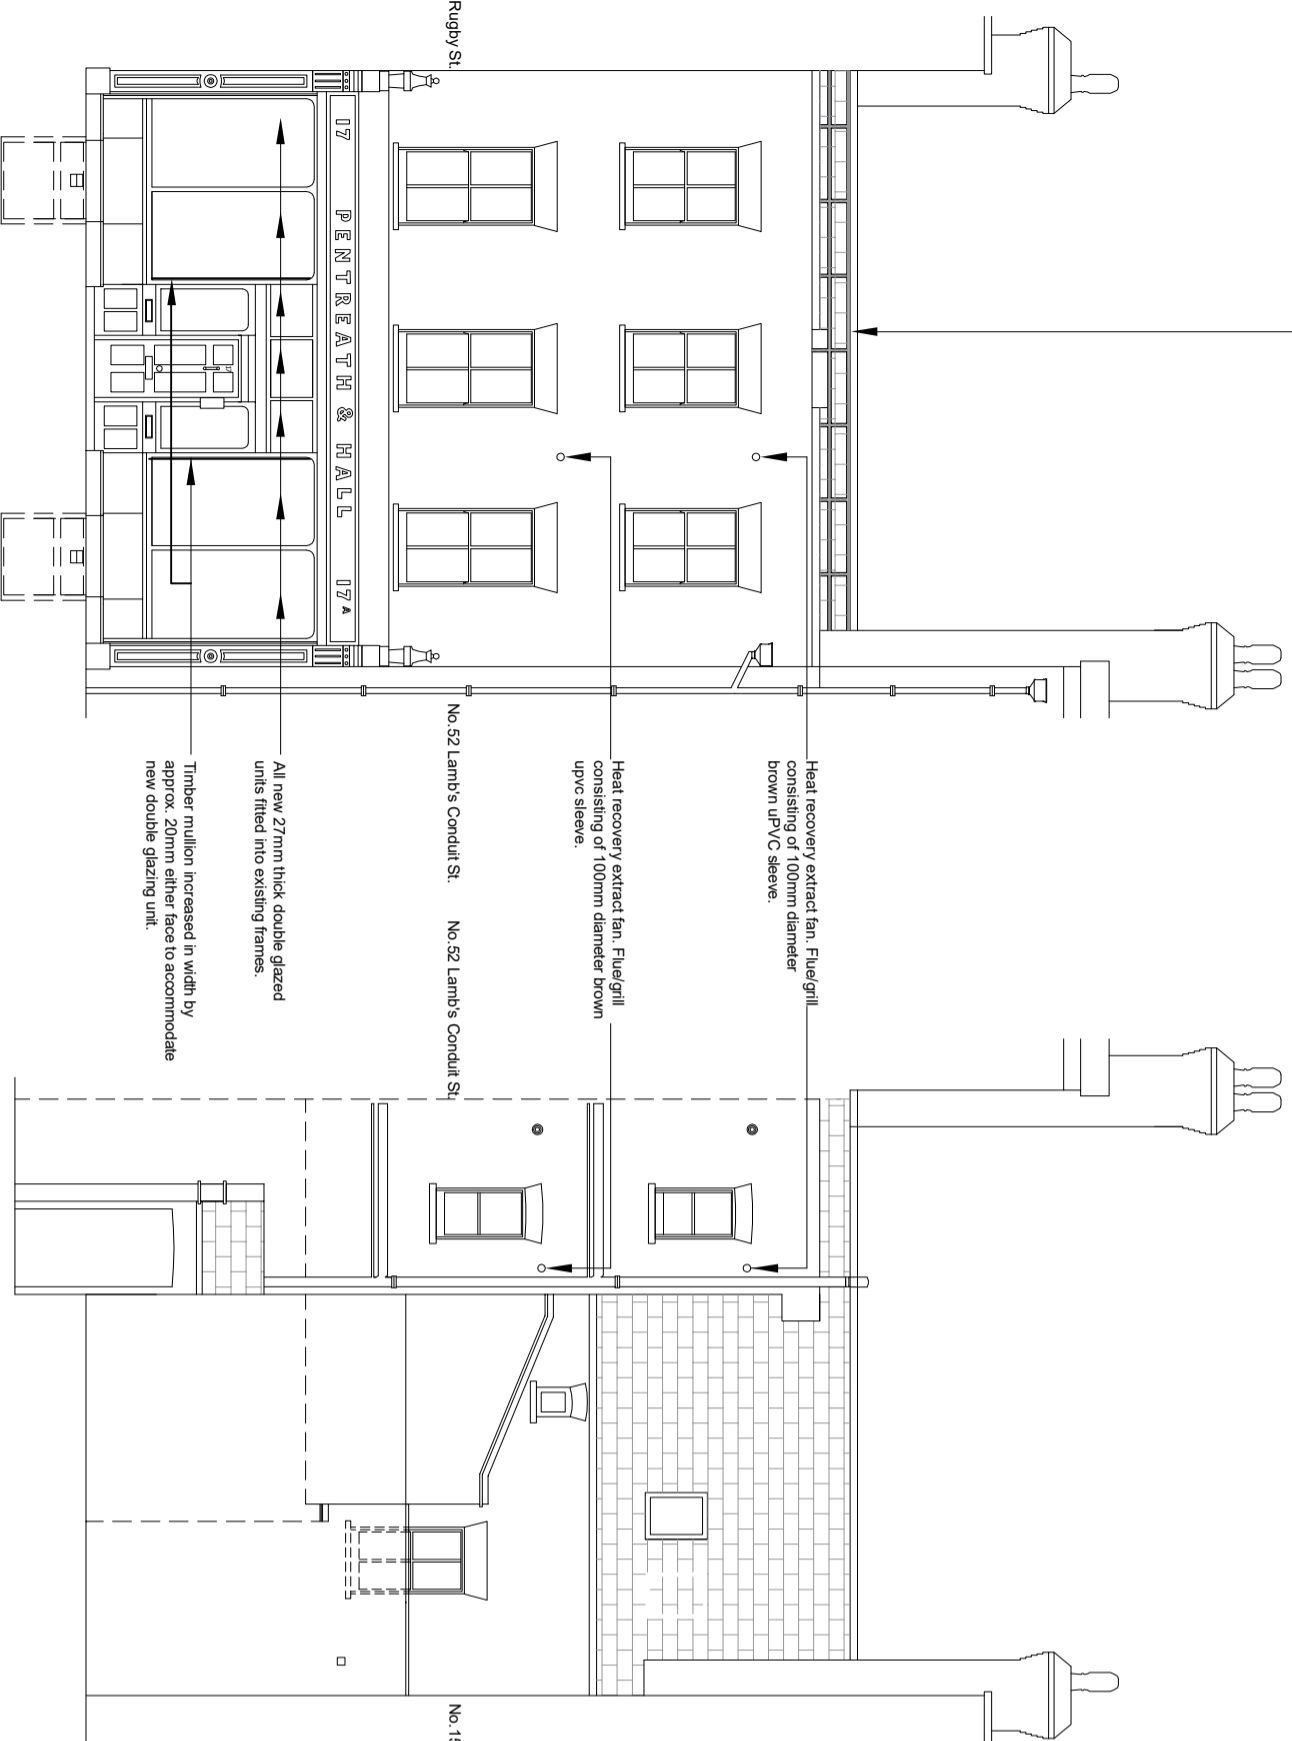 Rugby St.
17 PENTREATH & HALL 17A
No.52 Lamb's Conduit St.
No.52 Lamb's Conduit St.
Heat recovery extract fan. Flue/grill
consisting of 100mm diameter
brown uPVC sleeve.
Heat recovery extract fan. Flue/grill
consisting of 100mm diameter brown
upvc sleeve.
All new 27mm thick double glazed
units fitted into existing frames.
Timber mullion increased in width by
approx. 20mm either face to accommodate
new double glazing unit.
No.15